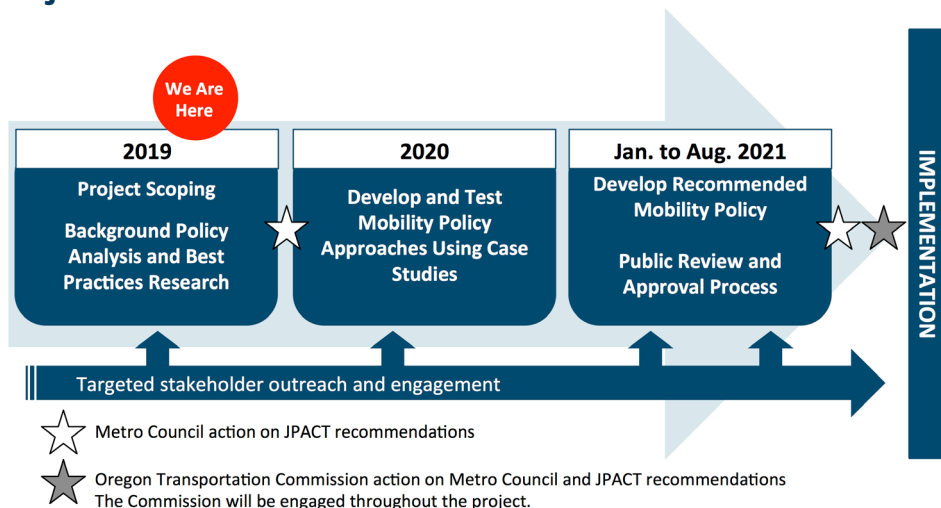 We Are
Here
2019
Project Scoping
Background Policy
Analysis and Best
Practices Research
2020
Develop and Test
Mobility Policy
Approaches Using Case
Studies
Jan. to Aug. 2021
Develop Recommended
Mobility Policy
Public Review and
Approval Process
IMPLEMENTATION
Targeted stakeholder outreach and engagement
Metro Council action on JPACT recommendations
Oregon Transportation Commission action on Metro Council and JPACT recommendations
The Commission will be engaged throughout the project.